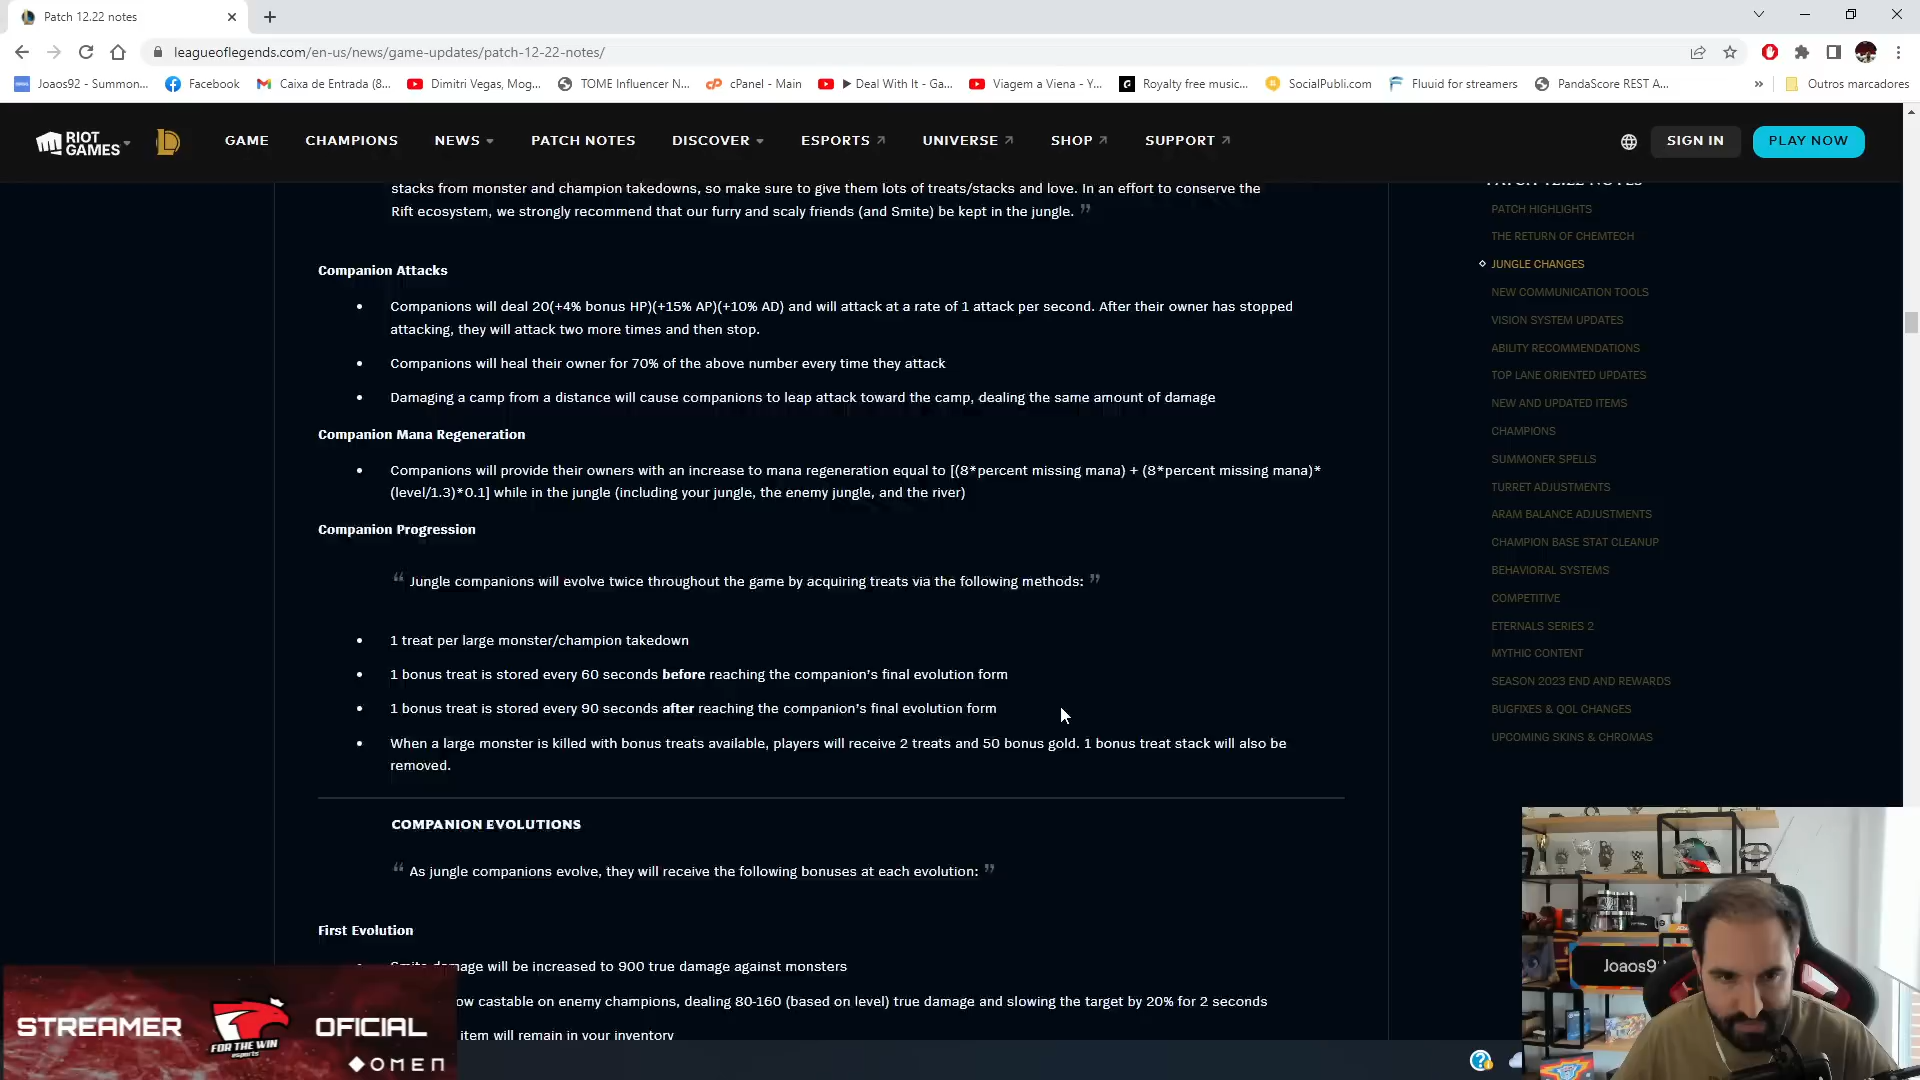 Patch 12.22 notes
leagueoflegends.com/en-us/news/game-updates/patch-12-22-notes/
Joaos92 - Summon... Facebook Caixa de Entrada (8... Dimitri Vegas, Mog... TOME Influencer N... cPanel - Main ▶ Deal With It - Ga... Viagem a Viena - Y... Royalty free music... SocialPubli.com Fluuid for streamers PandaScore REST A... » Outros marcadores
RIOT GAMES GAME CHAMPIONS NEWS PATCH NOTES DISCOVER ESPORTS UNIVERSE SHOP SUPPORT SIGN IN PLAY NOW
stacks from monster and champion takedowns, so make sure to give them lots of treats/stacks and love. In an effort to conserve the
Rift ecosystem, we strongly recommend that our furry and scaly friends (and Smite) be kept in the jungle. ”
Companion Attacks
• Companions will deal 20(+4% bonus HP)(+15% AP)(+10% AD) and will attack at a rate of 1 attack per second. After their owner has stopped
attacking, they will attack two more times and then stop.
• Companions will heal their owner for 70% of the above number every time they attack
• Damaging a camp from a distance will cause companions to leap attack toward the camp, dealing the same amount of damage
Companion Mana Regeneration
• Companions will provide their owners with an increase to mana regeneration equal to [(8*percent missing mana) + (8*percent missing mana)*
(level/1.3)*0.1] while in the jungle (including your jungle, the enemy jungle, and the river)
Companion Progression
“ Jungle companions will evolve twice throughout the game by acquiring treats via the following methods: ”
• 1 treat per large monster/champion takedown
• 1 bonus treat is stored every 60 seconds before reaching the companion’s final evolution form
• 1 bonus treat is stored every 90 seconds after reaching the companion’s final evolution form
• When a large monster is killed with bonus treats available, players will receive 2 treats and 50 bonus gold. 1 bonus treat stack will also be
removed.
COMPANION EVOLUTIONS
“ As jungle companions evolve, they will receive the following bonuses at each evolution: ”
First Evolution
Smite damage will be increased to 900 true damage against monsters
ow castable on enemy champions, dealing 80-160 (based on level) true damage and slowing the target by 20% for 2 seconds
item will remain in your inventory
PATCH 12.22 NOTES
PATCH HIGHLIGHTS
THE RETURN OF CHEMTECH
JUNGLE CHANGES
NEW COMMUNICATION TOOLS
VISION SYSTEM UPDATES
ABILITY RECOMMENDATIONS
TOP LANE ORIENTED UPDATES
NEW AND UPDATED ITEMS
CHAMPIONS
SUMMONER SPELLS
TURRET ADJUSTMENTS
ARAM BALANCE ADJUSTMENTS
CHAMPION BASE STAT CLEANUP
BEHAVIORAL SYSTEMS
COMPETITIVE
ETERNALS SERIES 2
MYTHIC CONTENT
SEASON 2023 END AND REWARDS
BUGFIXES & QOL CHANGES
UPCOMING SKINS & CHROMAS
STREAMER FOR THE WIN esports OFICIAL
OMEN
Joaos9